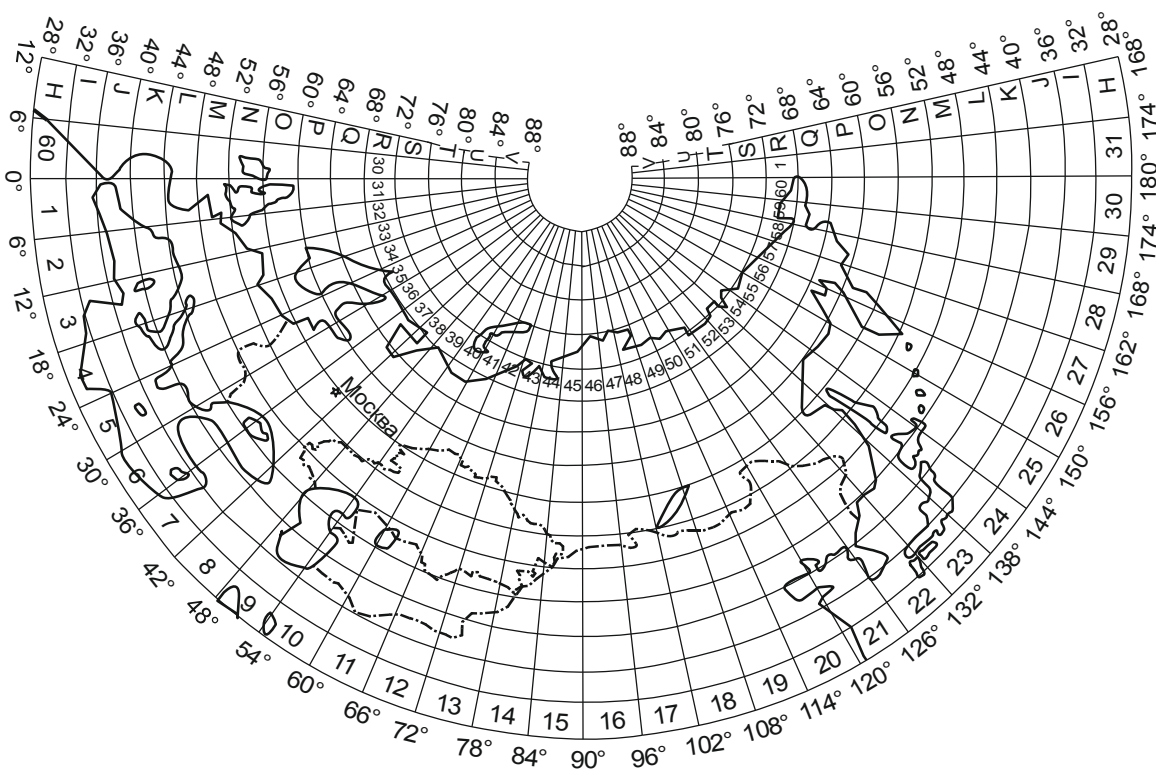 28° 32° 36° 40° 44° 48° 52° 56° 60° 64° 68° 72° 76° 80° 84° 88°
88° 84° 80° 76° 72° 68° 64° 60° 56° 52° 48° 44° 40° 36° 32° 28°
H I J K L M N O P Q R S T U V
V U T S R Q P O N M L K J I H
12° 6° 0° 6° 12° 18° 24° 30° 36° 42° 48° 54° 60° 66° 72° 78° 84° 90° 96° 102° 108° 114° 120° 126° 132° 138° 144° 150° 156° 162° 168° 174° 180° 174° 168°
60 1 2 3 4 5 6 7 8 9 10 11 12 13 14 15 16 17 18 19 20 21 22 23 24 25 26 27 28 29 30 31
30 31 32 33 34 35 36 37 38 39 40 41 42 43 44 45 46 47 48 49 50 51 52 53 54 55 56 57 58 59 60 1
Москва